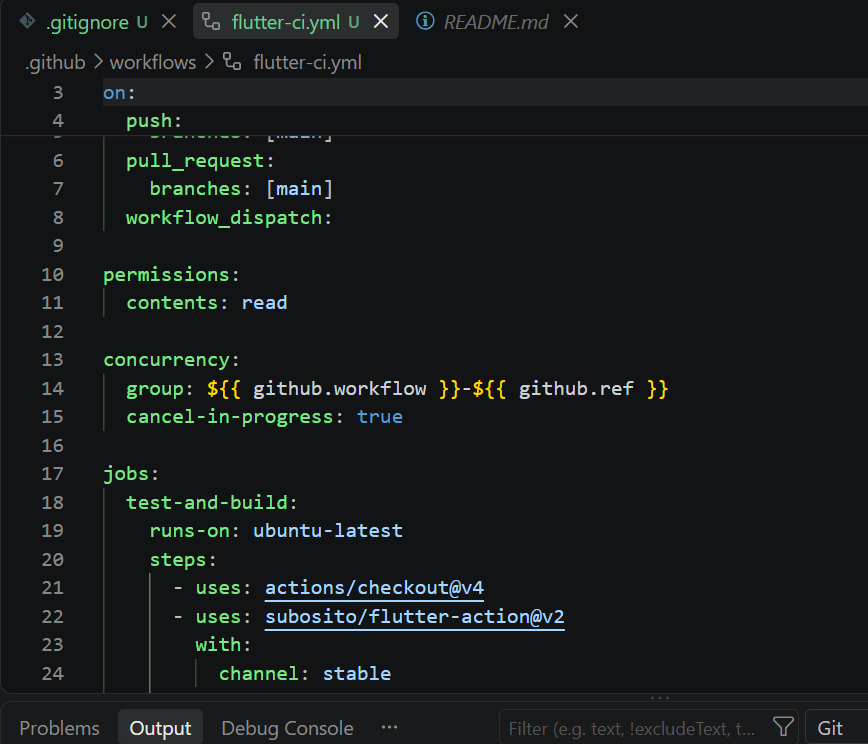 .gitignore U
flutter-ci.yml U
README.md
.github > workflows > flutter-ci.yml
3 on:
4 push:
branches: [main]
6 pull_request:
7 branches: [main]
8 workflow_dispatch:
9
10 permissions:
11 contents: read
12
13 concurrency:
14 group: ${{ github.workflow }}-${{ github.ref }}
15 cancel-in-progress: true
16
17 jobs:
18 test-and-build:
19 runs-on: ubuntu-latest
20 steps:
21 - uses: actions/checkout@v4
22 - uses: subosito/flutter-action@v2
23 with:
24 channel: stable
Problems Output Debug Console ··· Filter (e.g. text, !excludeText, t... Git